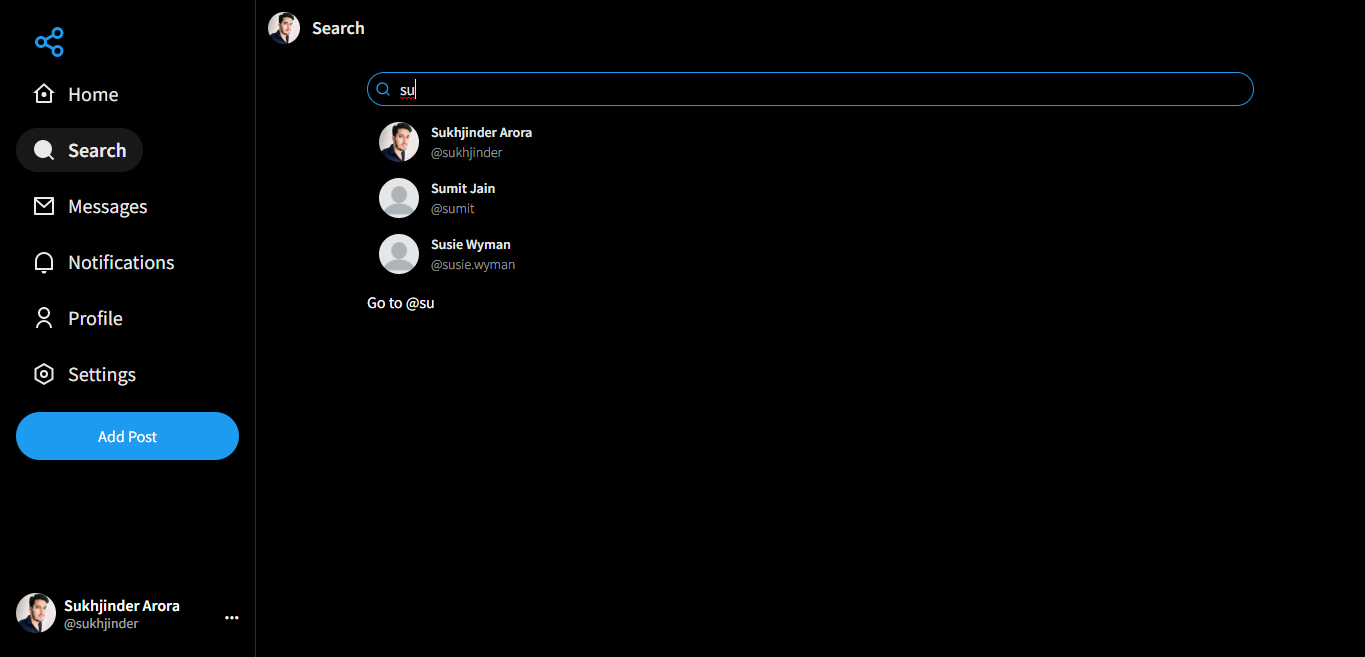 Home
Search
Messages
Notifications
Profile
Settings
Add Post
Sukhjinder Arora
@sukhjinder
Search
su
Sukhjinder Arora
@sukhjinder
Sumit Jain
@sumit
Susie Wyman
@susie.wyman
Go to @su